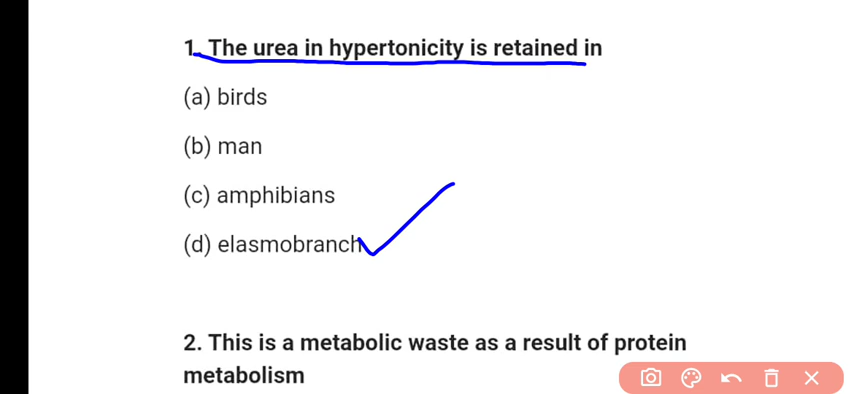 1. The urea in hypertonicity is retained in
(a) birds
(b) man
(c) amphibians
(d) elasmobranch
2. This is a metabolic waste as a result of protein
metabolism